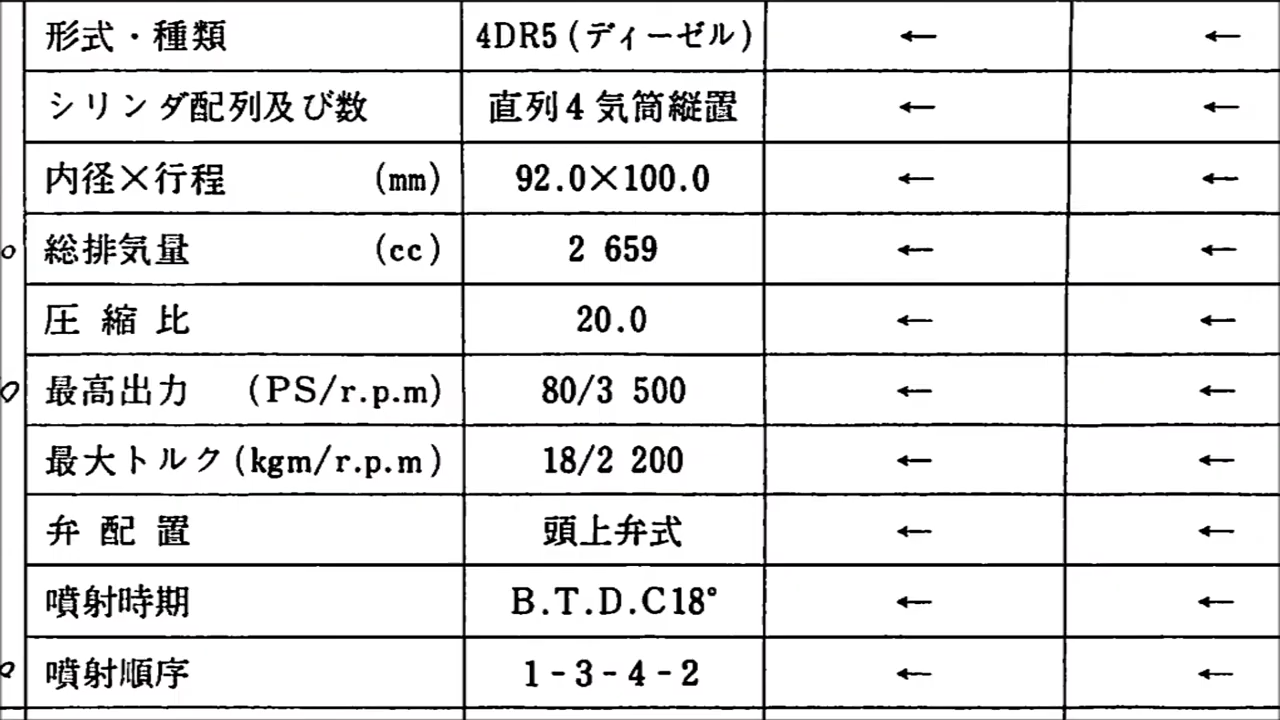 形式・種類 4DR5 (ディーゼル) ← ←
シリンダ配列及び数 直列4気筒縦置 ← ←
内径×行程 (mm) 92.0×100.0 ← ←
総排気量 (cc) 2 659 ← ←
圧縮比 20.0 ← ←
最高出力 (PS/r.p.m) 80/3 500 ← ←
最大トルク(kgm/r.p.m) 18/2 200 ← ←
弁配置 頭上弁式 ← ←
噴射時期 B.T.D.C18° ← ←
噴射順序 1-3-4-2 ← ←